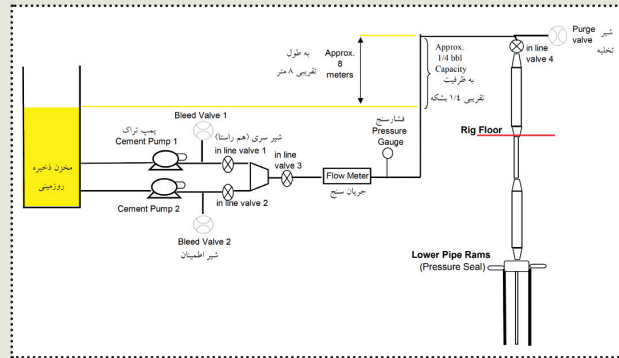 شیر
تخلیه
Purge
valve
in line
valve 4
Approx.
8
meters
به طول
تقریبی ۸ متر
Approx.
1/4 bbl
Capacity
به ظرفیت
تقریبی ۱/٤ بشکه
Rig Floor
Bleed Valve 1
پمپ تراک
Cement Pump 1
شیر سری (هم راستا)
in line valve 1
in line
valve 3
فشارسنج
Pressure
Gauge
مخزن ذخیره
روزمینی
Flow Meter
جریان سنج
Cement Pump 2
in line valve 2
Bleed Valve 2
شیر اطمینان
Lower Pipe Rams
(Pressure Seal)